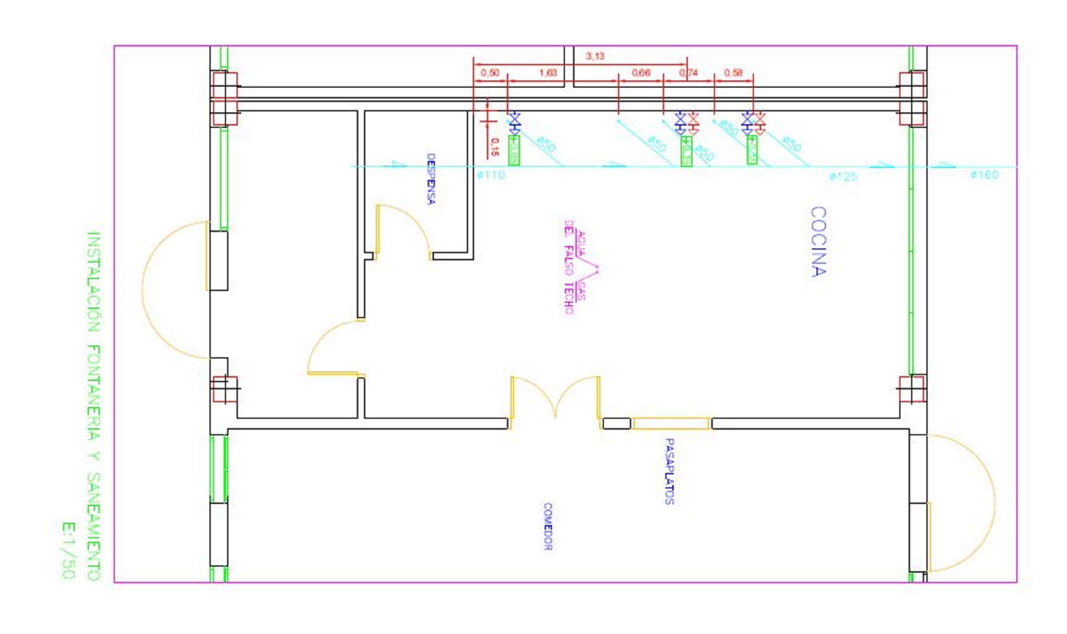 3,13
0,50
1,63
0,66
0,74
0,58
0,15
ø50
ø50
ø50
ø50
ø50
ø110
ø125
ø160
DESPENSA
COCINA
AGUA
GAS
DEL FALSO TECHO
PASAPLATOS
COMEDOR
INSTALACIÓN FONTANERIA Y SANEAMIENTO
E:1/50